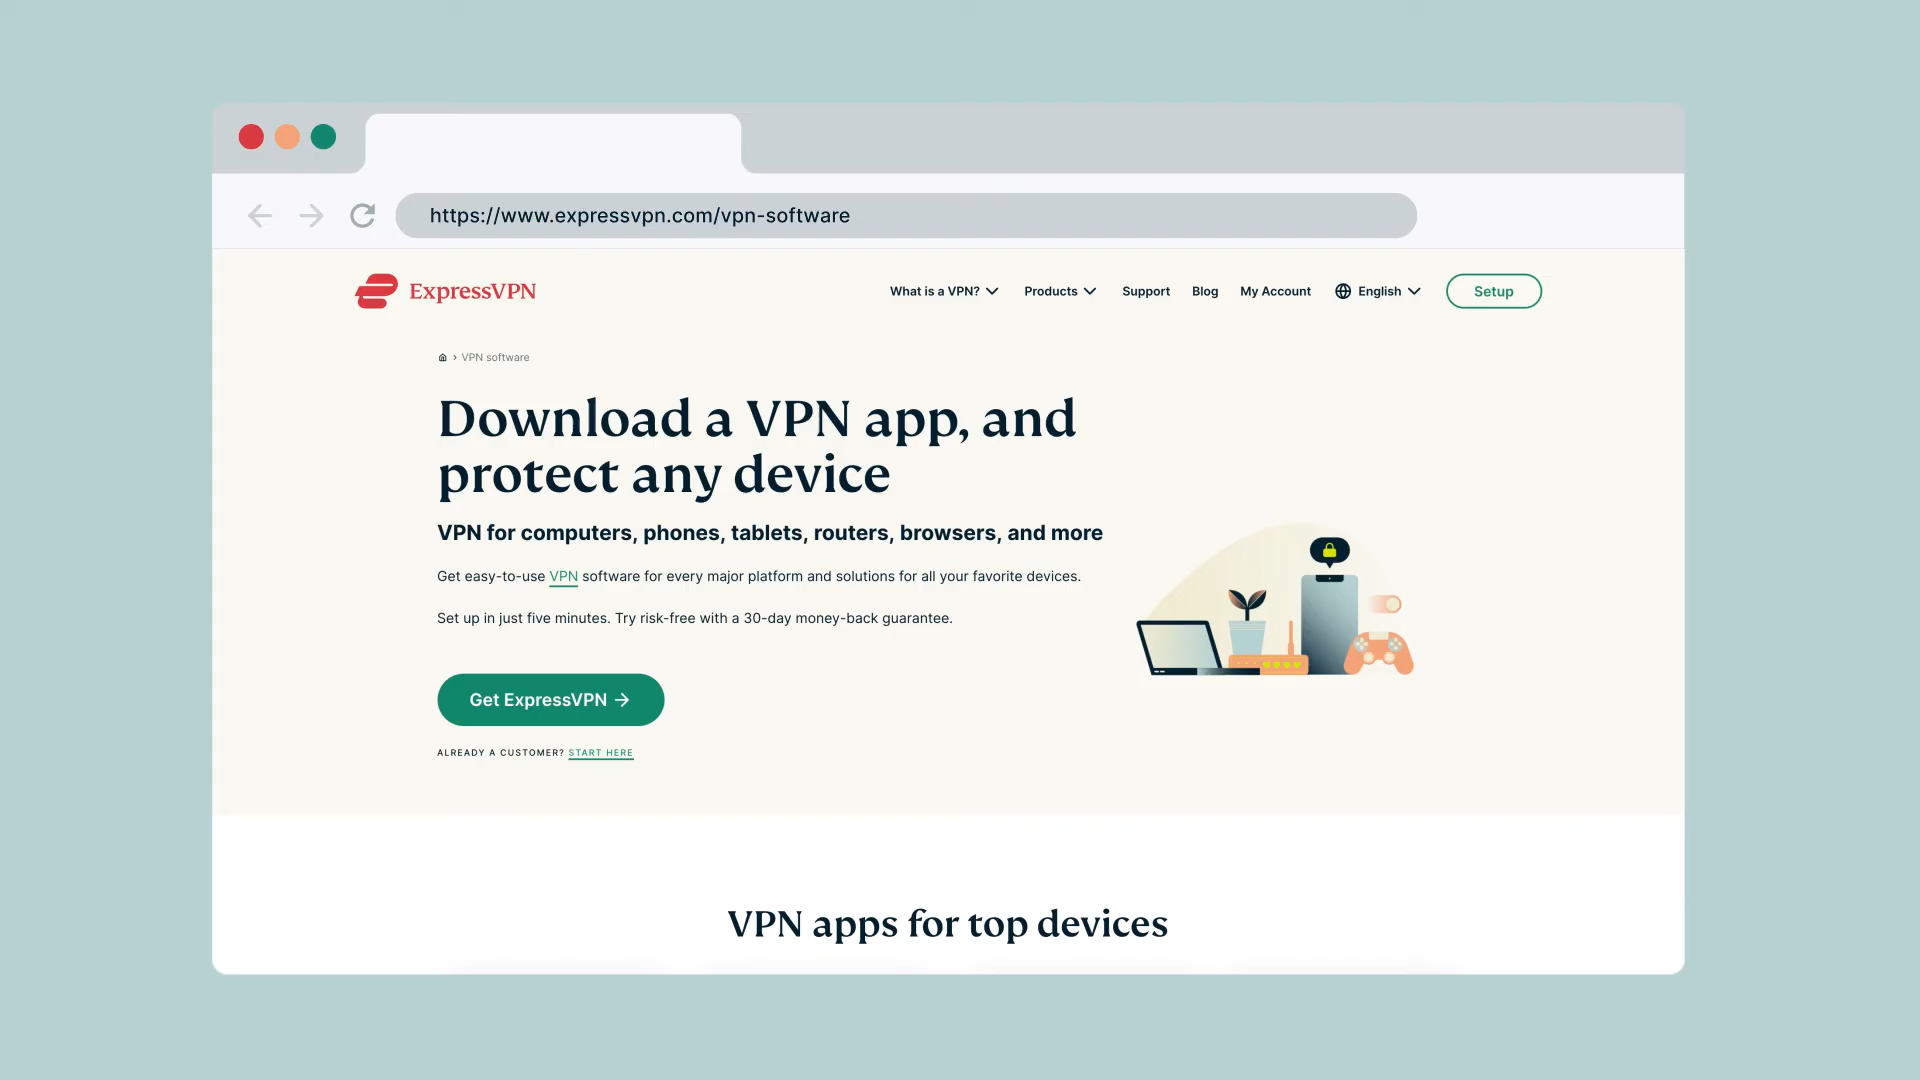 https://www.expressvpn.com/vpn-software
ExpressVPN
What is a VPN? Products Support Blog My Account English Setup
VPN software
Download a VPN app, and
protect any device
VPN for computers, phones, tablets, routers, browsers, and more
Get easy-to-use VPN software for every major platform and solutions for all your favorite devices.
Set up in just five minutes. Try risk-free with a 30-day money-back guarantee.
Get ExpressVPN
ALREADY A CUSTOMER? START HERE
VPN apps for top devices